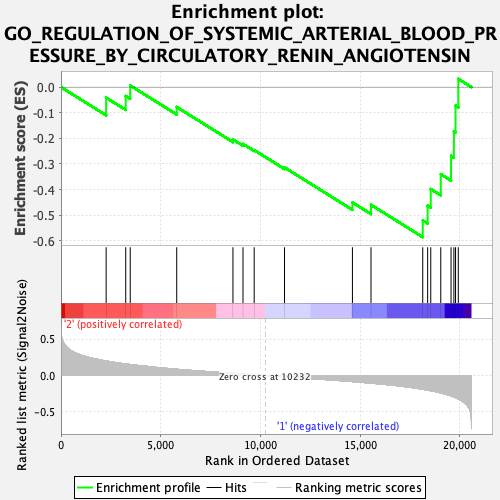 Enrichment plot:
GO_REGULATION_OF_SYSTEMIC_ARTERIAL_BLOOD_PR
ESSURE_BY_CIRCULATORY_RENIN_ANGIOTENSIN
Enrichment score (ES)
0.0
-0.1
-0.2
-0.3
-0.4
-0.5
-0.6
'2' (positively correlated)
Ranked list metric (Signal2Noise)
0.5
0.0
-0.5
Zero cross at 10232
'1' (negatively correlated)
0
5,000
10,000
15,000
20,000
Rank in Ordered Dataset
Enrichment profile
Hits
Ranking metric scores